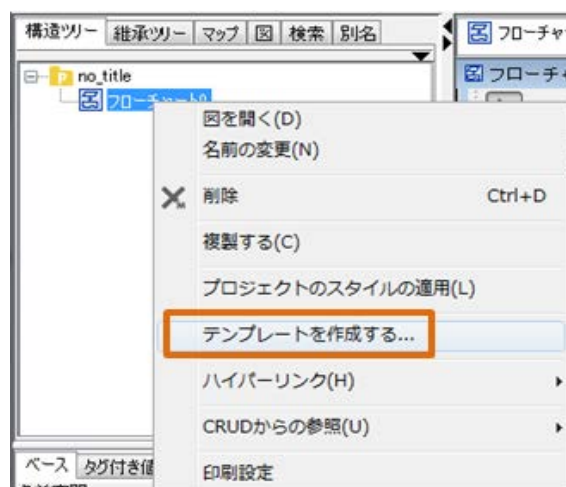 構造ツリー 継承ツリー マップ 図 検索 別名
フローチャ
no_title
フローチャート0
フローチ
図を開く(D)
名前の変更(N)
削除 Ctrl+D
複製する(C)
プロジェクトのスタイルの適用(L)
テンプレートを作成する...
ハイパーリンク(H)
CRUDからの参照(U)
印刷設定
ベース タグ付き値